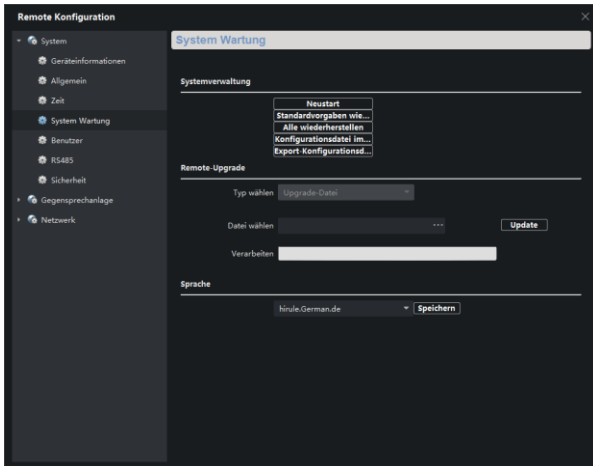 Remote Konfiguration
System
Geräteinformationen
Allgemein
Zeit
System Wartung
Benutzer
RS485
Sicherheit
Gegensprechanlage
Netzwerk
System Wartung
Systemverwaltung
Neustart
Standardvorgaben wie...
Alle wiederherstellen
Konfigurationsdatei im...
Export-Konfigurationsd...
Remote-Upgrade
Typ wählen Upgrade-Datei
Datei wählen ... Update
Verarbeiten
Sprache
hirule.German.de Speichern